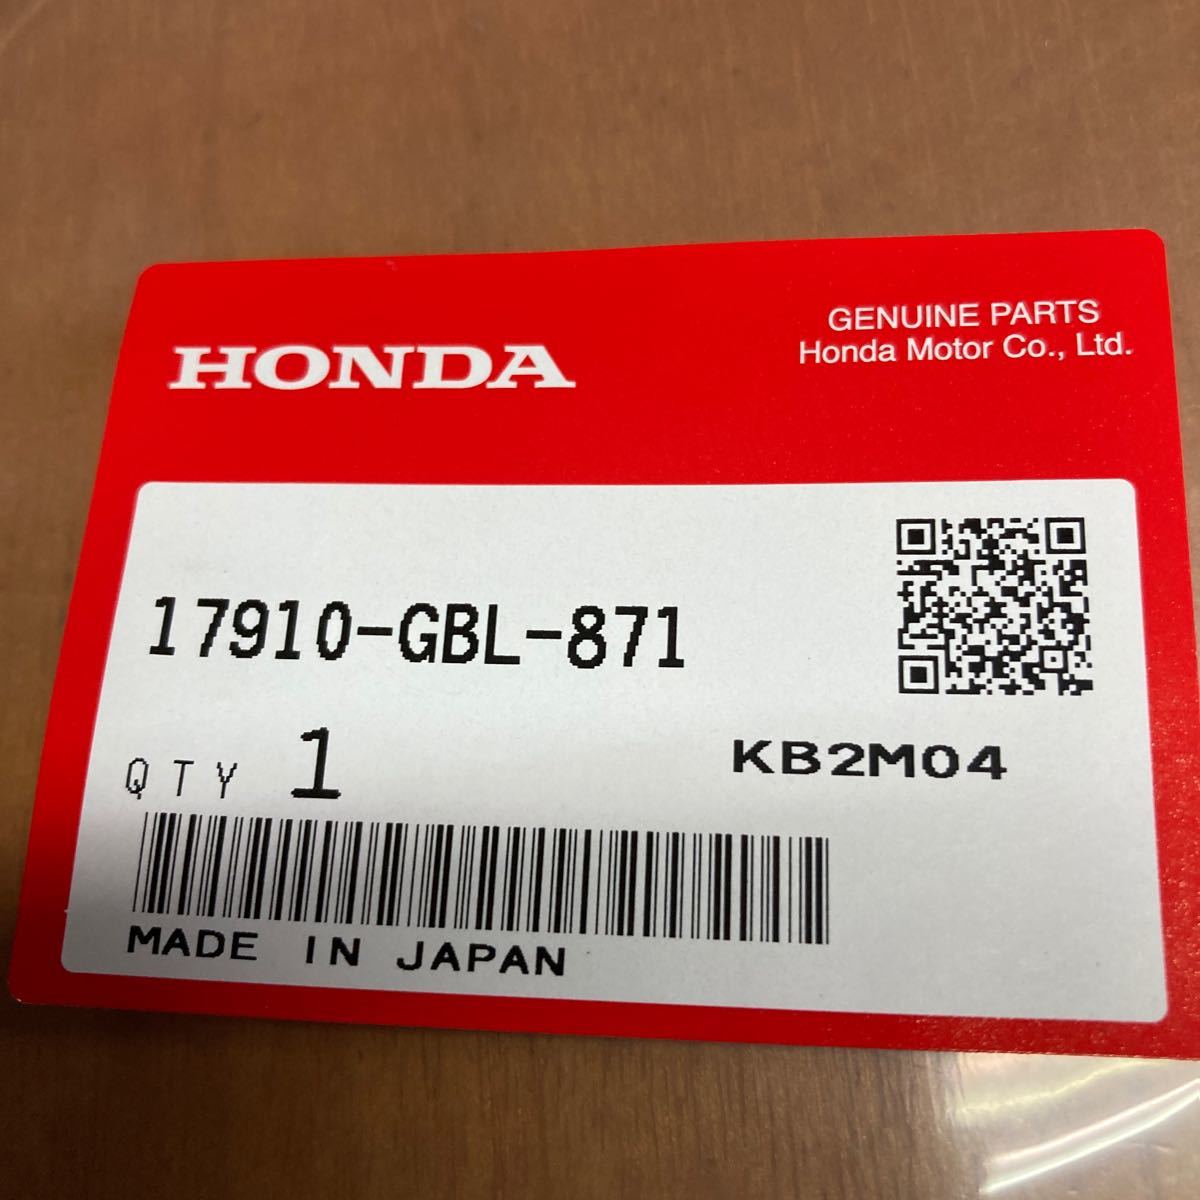 HONDA
GENUINE PARTS
Honda Motor Co., Ltd.
17910-GBL-871
QTY 1
KB2M04
MADE IN JAPAN